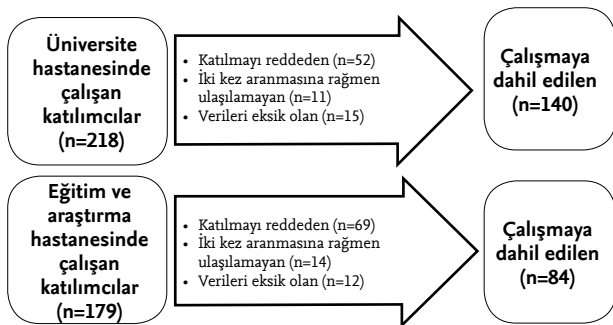 Üniversite
hastanesinde
çalışan
katılımcılar
(n=218)
• Katılmayı reddeden (n=52)
• İki kez aranmasına rağmen
ulaşılamayan (n=11)
• Verileri eksik olan (n=15)
Çalışmaya
dahil edilen
(n=140)
Eğitim ve
araştırma
hastanesinde
çalışan
katılımcılar
(n=179)
• Katılmayı reddeden (n=69)
• İki kez aranmasına rağmen
ulaşılamayan (n=14)
• Verileri eksik olan (n=12)
Çalışmaya
dahil edilen
(n=84)